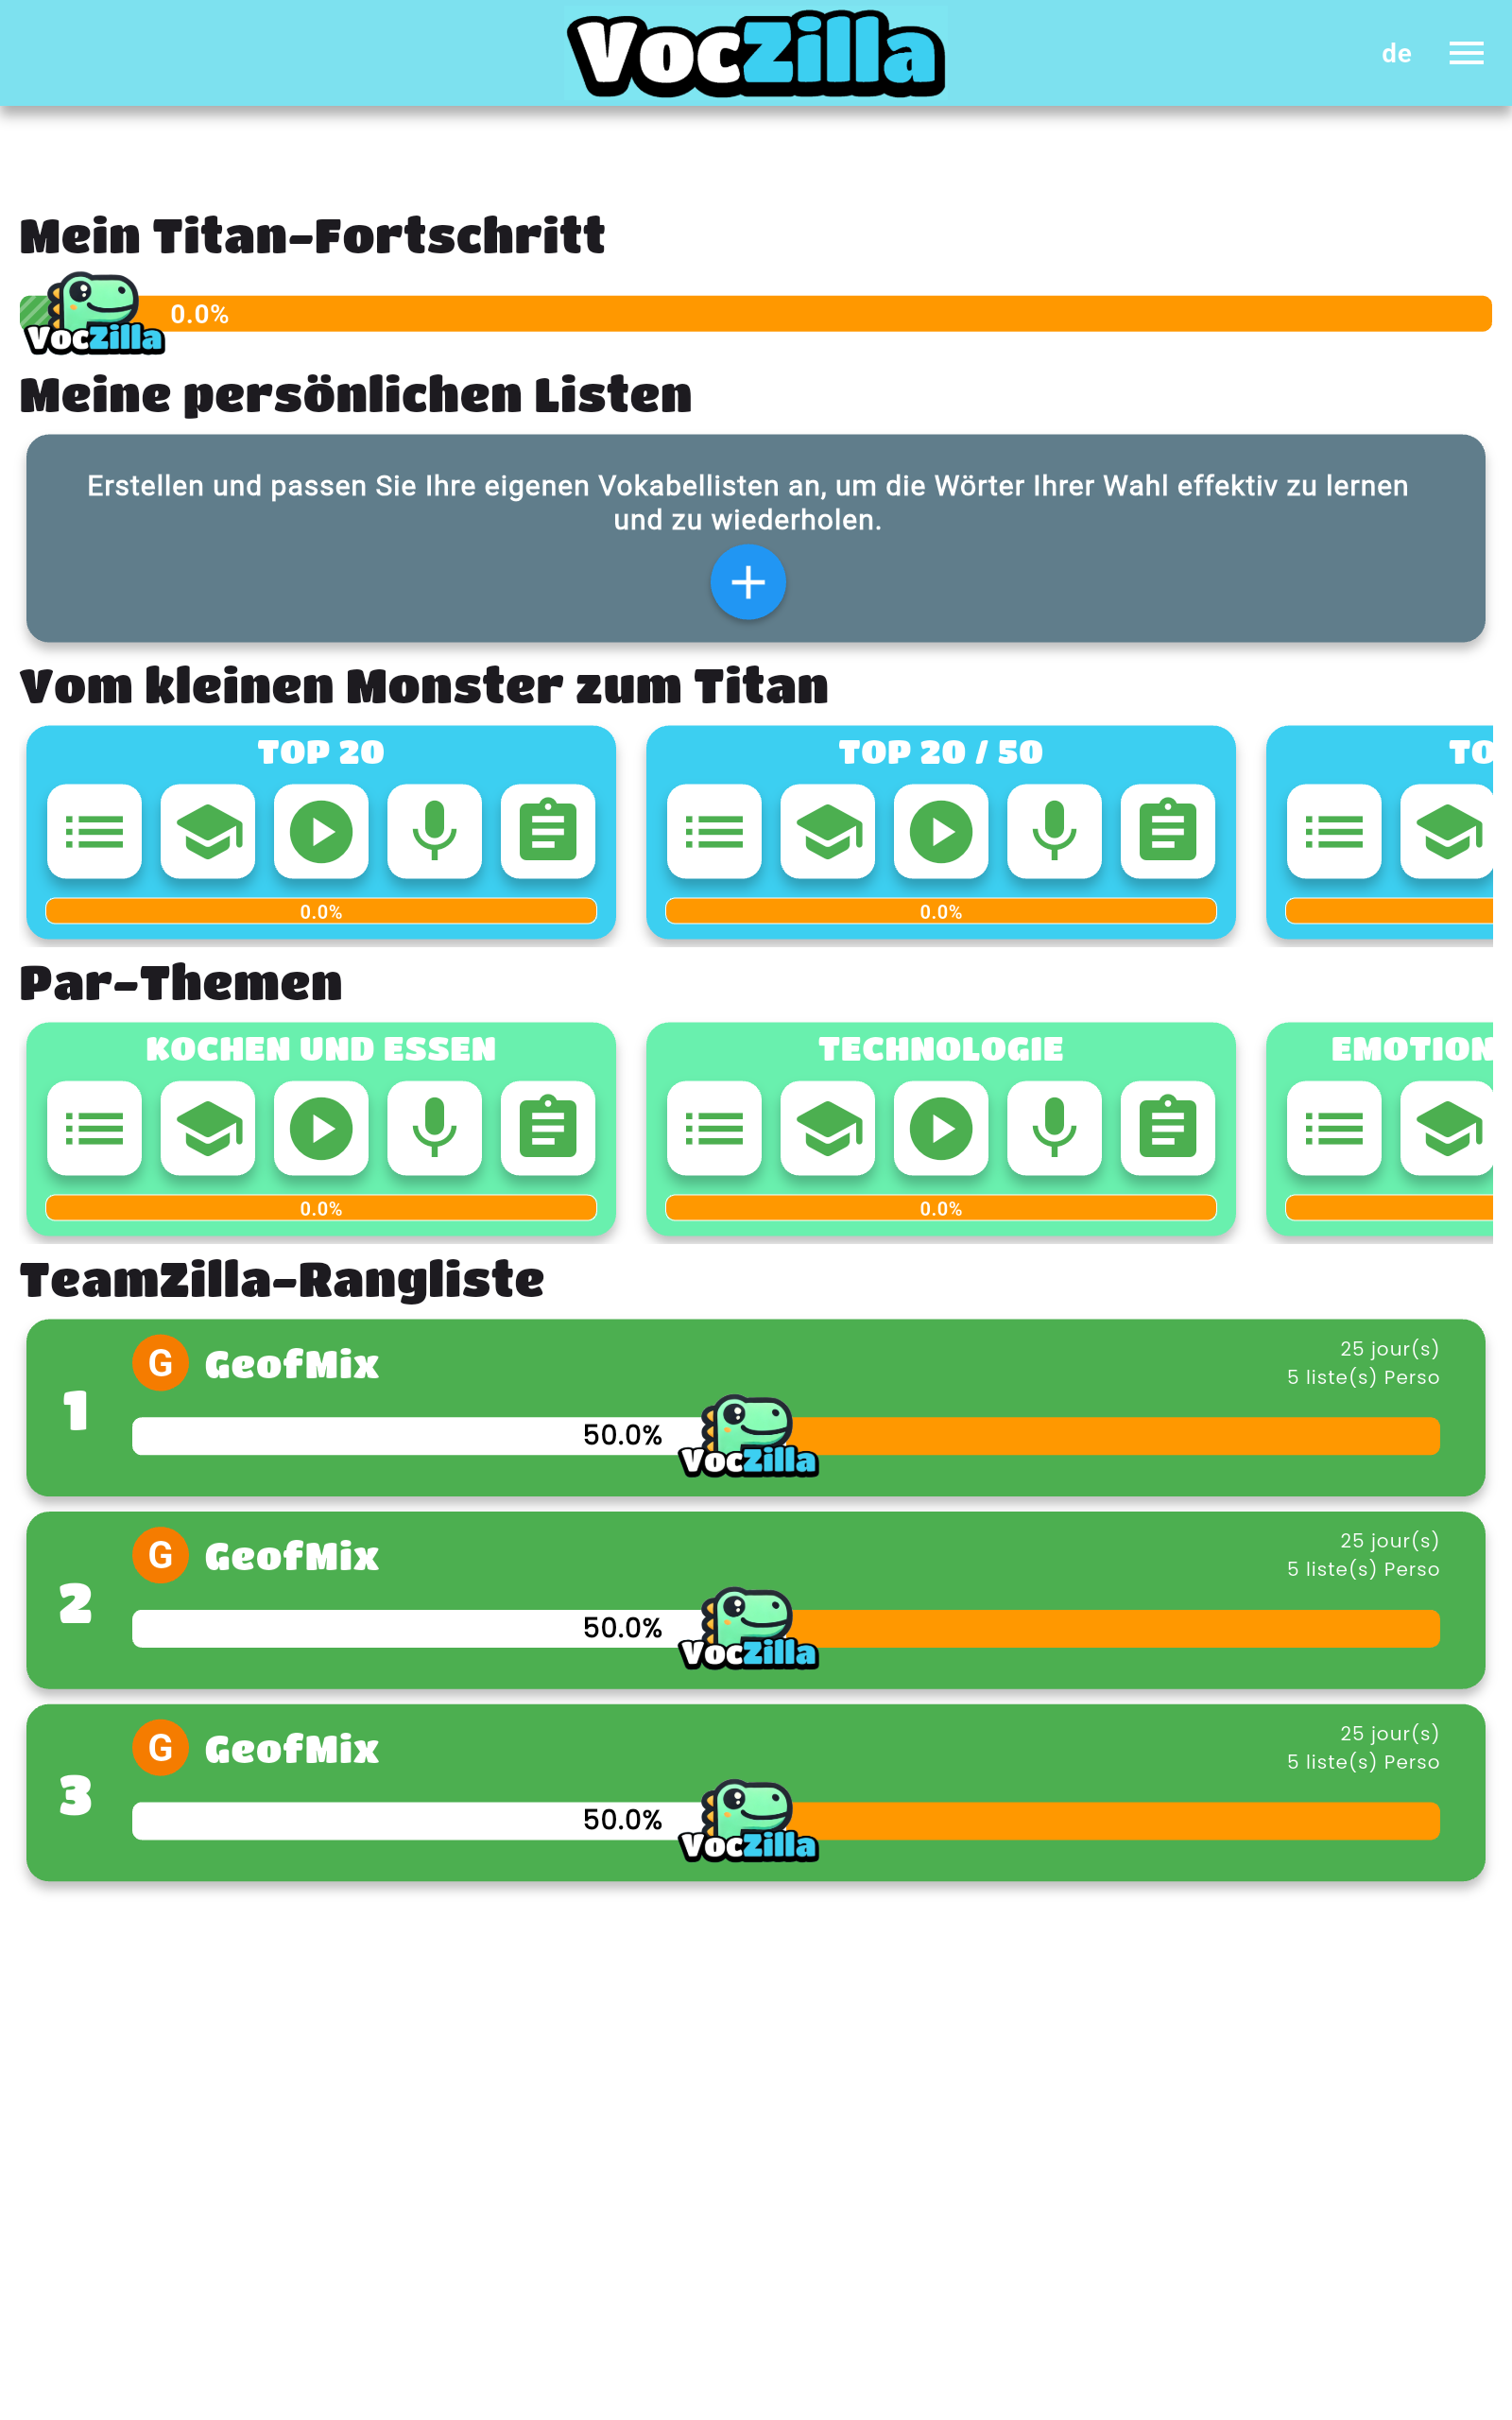 VocZilla
de
Mein Titan-Fortschritt
0.0%
VocZilla
Meine persönlichen Listen
Erstellen und passen Sie Ihre eigenen Vokabellisten an, um die Wörter Ihrer Wahl effektiv zu lernen
und zu wiederholen.
Vom kleinen Monster zum Titan
TOP 20
TOP 20 / 50
TO
0.0%
0.0%
Par-Themen
KOCHEN UND ESSEN
TECHNOLOGIE
EMOTION
0.0%
0.0%
TeamZilla-Rangliste
1
G
GeofMix
25 jour(s)
5 liste(s) Perso
50.0%
VocZilla
2
G
GeofMix
25 jour(s)
5 liste(s) Perso
50.0%
VocZilla
3
G
GeofMix
25 jour(s)
5 liste(s) Perso
50.0%
VocZilla